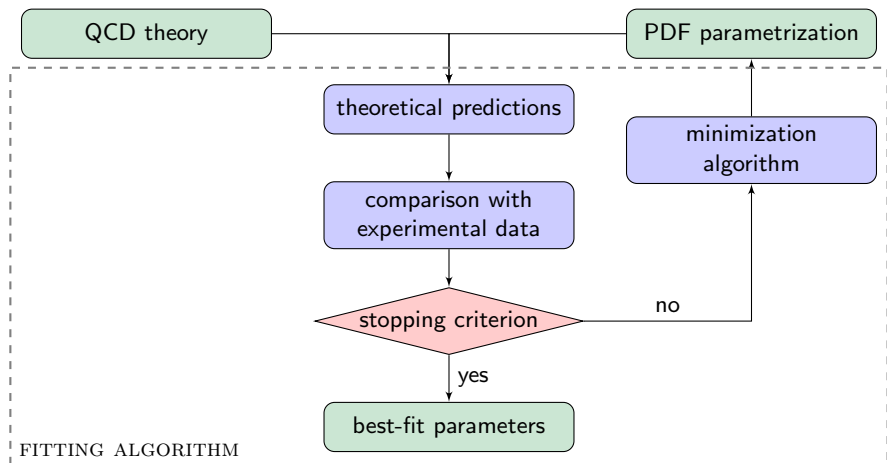 QCD theory
PDF parametrization
theoretical predictions
minimization
algorithm
comparison with
experimental data
stopping criterion
no
yes
best-fit parameters
FITTING ALGORITHM